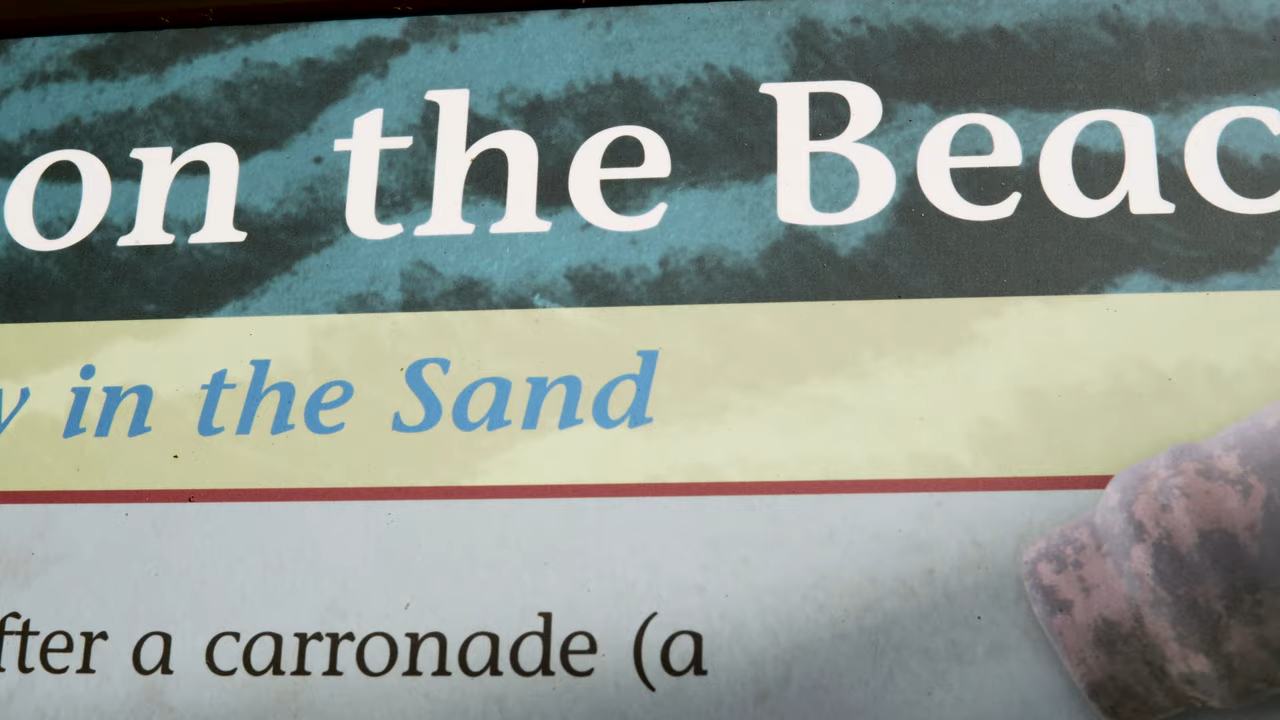 on the Beac
y in the Sand
fter a carronade (a